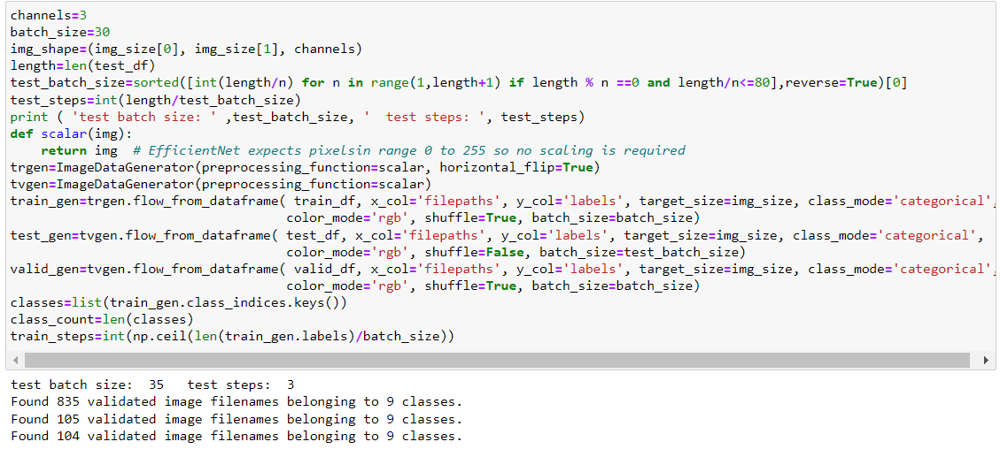 channels=3
batch_size=30
img_shape=(img_size[0], img_size[1], channels)
length=len(test_df)
test_batch_size=sorted([int(length/n) for n in range(1,length+1) if length % n ==0 and length/n<=80],reverse=True)[0]
test_steps=int(length/test_batch_size)
print ( 'test batch size: ' ,test_batch_size, '  test steps: ', test_steps)
def scalar(img):
    return img  # EfficientNet expects pixelsin range 0 to 255 so no scaling is required
trgen=ImageDataGenerator(preprocessing_function=scalar, horizontal_flip=True)
tvgen=ImageDataGenerator(preprocessing_function=scalar)
train_gen=trgen.flow_from_dataframe( train_df, x_col='filepaths', y_col='labels', target_size=img_size, class_mode='categorical',
                                    color_mode='rgb', shuffle=True, batch_size=batch_size)
test_gen=tvgen.flow_from_dataframe( test_df, x_col='filepaths', y_col='labels', target_size=img_size, class_mode='categorical',
                                    color_mode='rgb', shuffle=False, batch_size=test_batch_size)
valid_gen=tvgen.flow_from_dataframe( valid_df, x_col='filepaths', y_col='labels', target_size=img_size, class_mode='categorical',
                                    color_mode='rgb', shuffle=True, batch_size=batch_size)
classes=list(train_gen.class_indices.keys())
class_count=len(classes)
train_steps=int(np.ceil(len(train_gen.labels)/batch_size))
test batch size:  35   test steps:  3
Found 835 validated image filenames belonging to 9 classes.
Found 105 validated image filenames belonging to 9 classes.
Found 104 validated image filenames belonging to 9 classes.